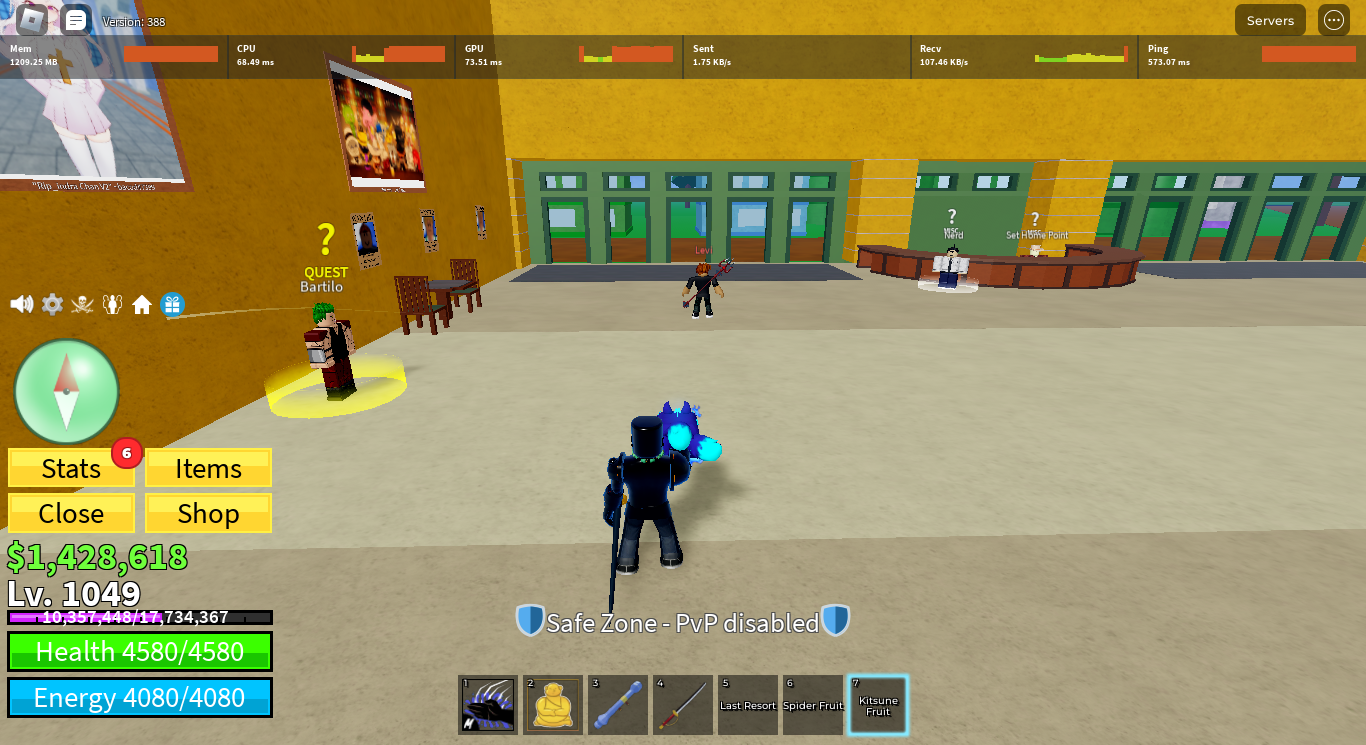 Version: 388
Servers
Mem
1209.25 MB
CPU
68.49 ms
GPU
73.51 ms
Sent
1.75 KB/s
Recv
107.46 KB/s
Ping
573.07 ms
?
QUEST
Bartilo
Levi
?
MISC.
Nerd
?
Set Home Point
Stats
6
Items
Close
Shop
$1,428,618
Lv. 1049
10,357,448/17,734,367
Health 4580/4580
Energy 4080/4080
Safe Zone - PvP disabled
1
2
3
4
5
Last Resort
6
Spider Fruit
7
Kitsune
Fruit